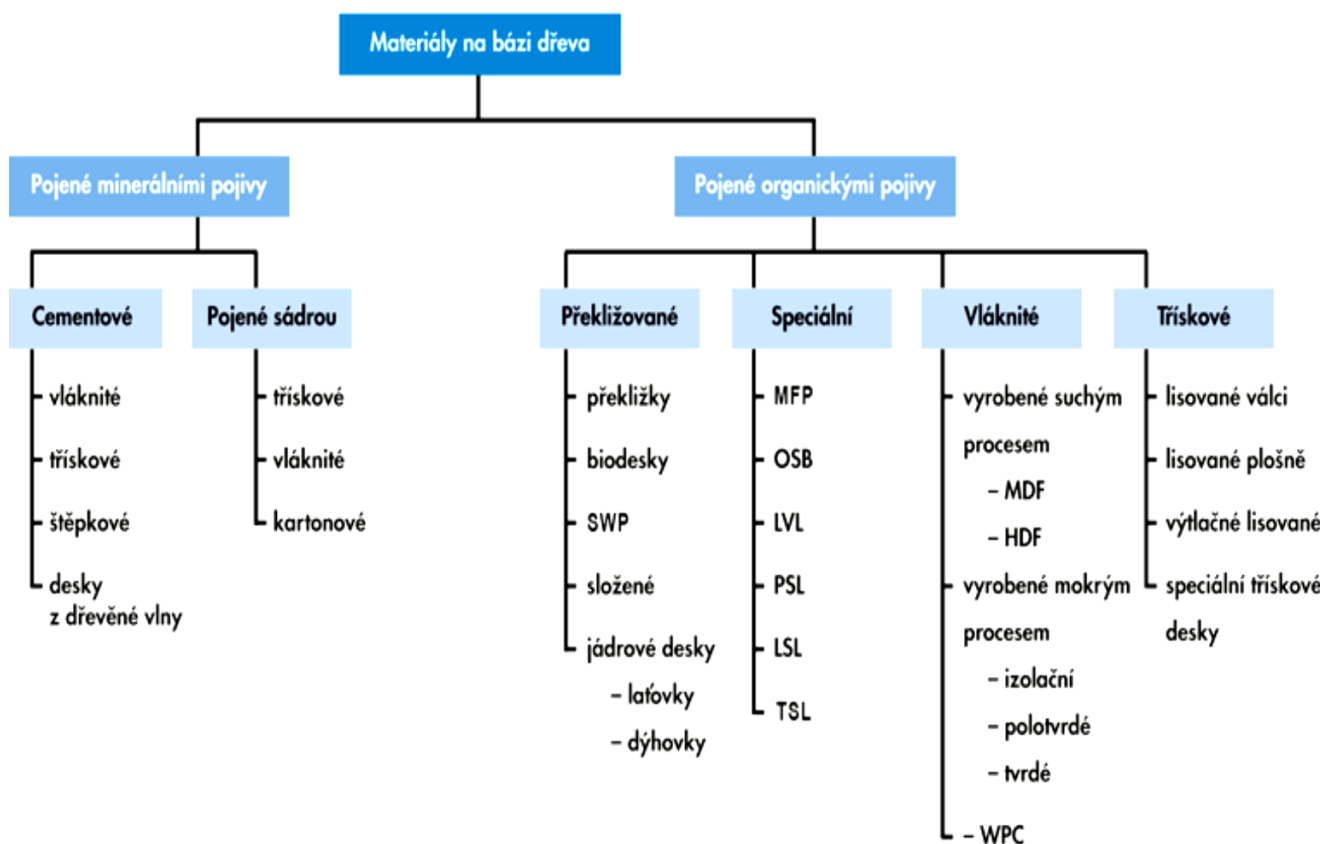 Materiály na bázi dřeva
Pojené minerálními pojivy
Pojené organickými pojivy
Cementové
Pojené sádrou
Překližované
Speciální
Vláknité
Třískové
vláknité
třískové
štěpkové
desky
z dřevěné vlny
třískové
vláknité
kartonové
překližky
biodesky
SWP
složené
jádrové desky
– laťovky
– dýhovky
MFP
OSB
LVL
PSL
LSL
TSL
vyrobené suchým
procesem
– MDF
– HDF
vyrobené mokrým
procesem
– izolační
– polotvrdé
– tvrdé
– WPC
lisované válci
lisované plošně
výtlačné lisované
speciální třískové
desky